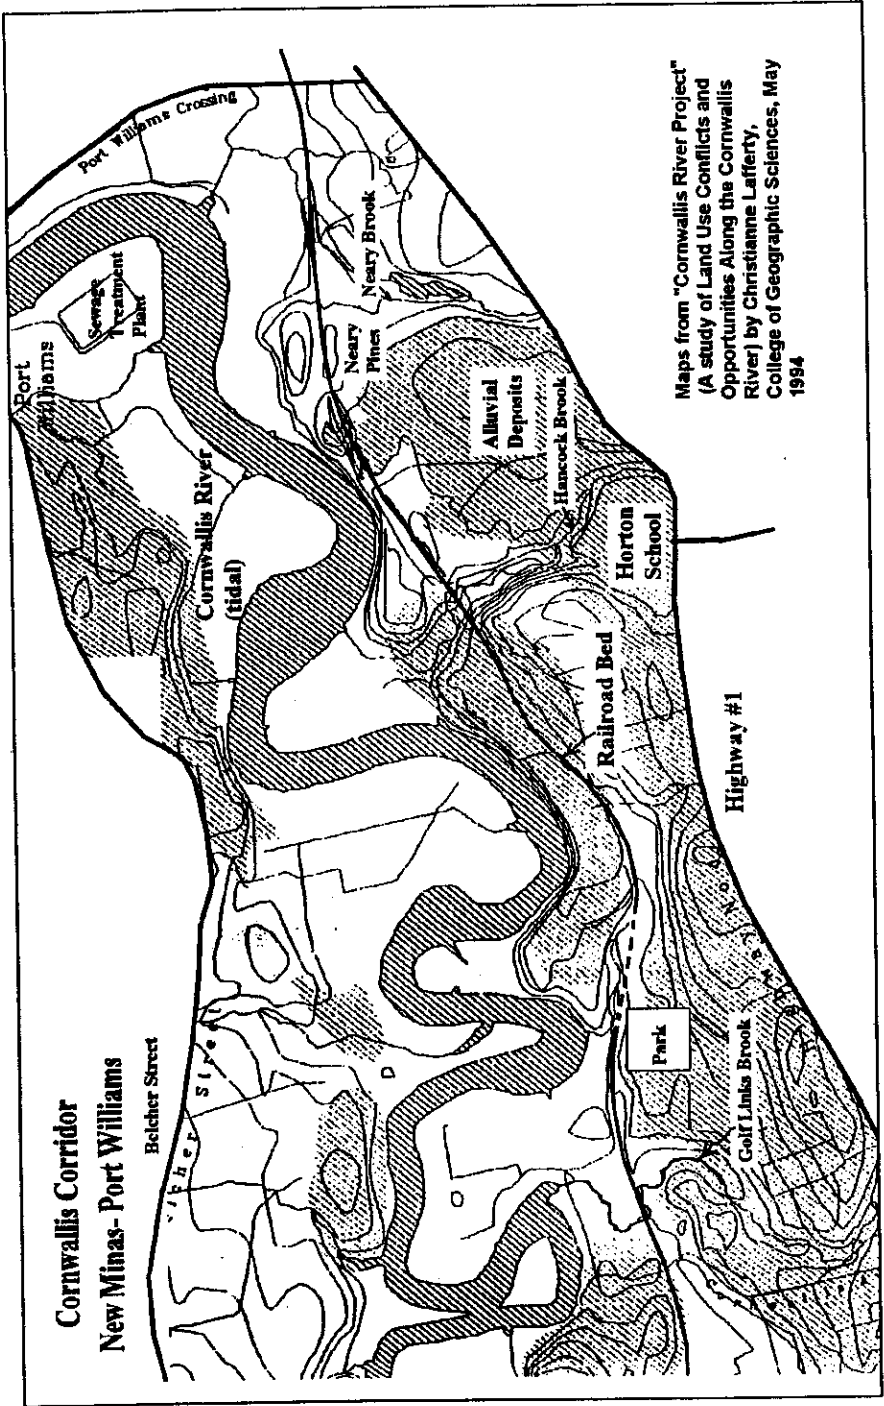 Cornwallis Corridor
New Minas- Port Williams
Belcher Street
Port
Williams
Sewage
Treatment
Plant
Port Williams Crossing
Cornwallis River
(tidal)
Neary
Pines
Neary Brook
Alluvial
Deposits
Hancock Brook
Horton
School
Railroad Bed
Highway #1
Park
Golf Links Brook
Maps from "Cornwallis River Project"
(A study of Land Use Conflicts and
Opportunities Along the Cornwallis
River) by Christianne Lafferty,
College of Geographic Sciences, May
1994